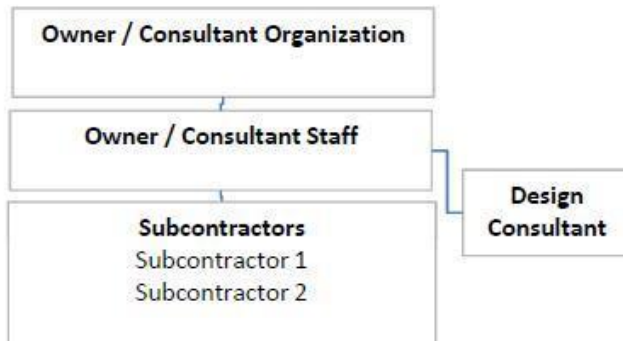 Owner / Consultant Organization
Owner / Consultant Staff
Subcontractors
Subcontractor 1
Subcontractor 2
Design
Consultant